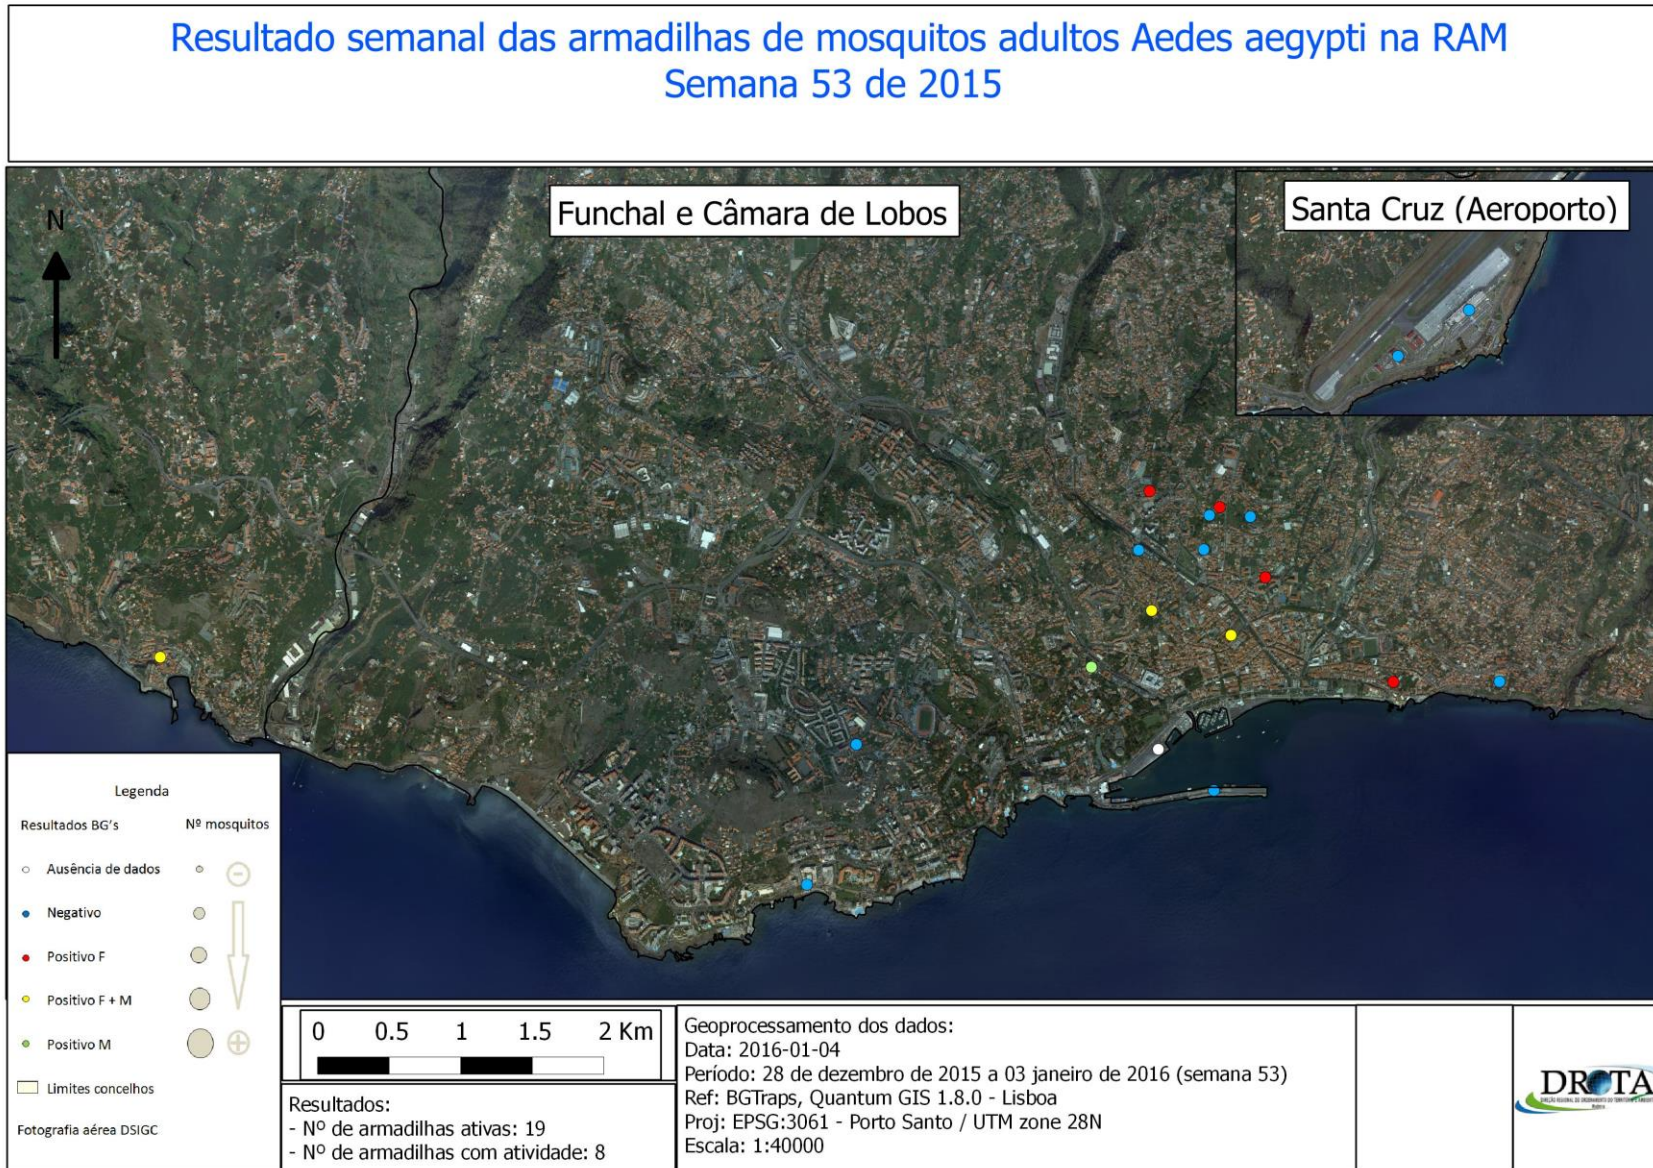 Resultado semanal das armadilhas de mosquitos adultos Aedes aegypti na RAM
Semana 53 de 2015
Funchal e Câmara de Lobos
Santa Cruz (Aeroporto)
N
Legenda
Resultados BG's Nº mosquitos
Ausência de dados
Negativo
Positivo F
Positivo F + M
Positivo M
Limites concelhos
Fotografia aérea DSIGC
0 0.5 1 1.5 2 Km
Resultados:
- Nº de armadilhas ativas: 19
- Nº de armadilhas com atividade: 8
Geoprocessamento dos dados:
Data: 2016-01-04
Período: 28 de dezembro de 2015 a 03 janeiro de 2016 (semana 53)
Ref: BGTraps, Quantum GIS 1.8.0 - Lisboa
Proj: EPSG:3061 - Porto Santo / UTM zone 28N
Escala: 1:40000
DROTA